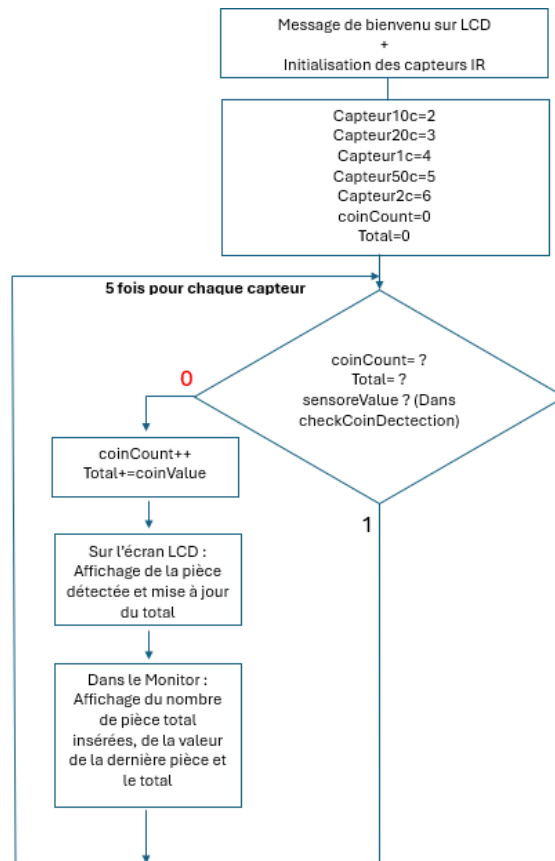 Message de bienvenu sur LCD
+
Initialisation des capteurs IR
Capteur10c=2
Capteur20c=3
Capteur1c=4
Capteur50c=5
Capteur2c=6
coinCount=0
Total=0
5 fois pour chaque capteur
coinCount= ?
Total= ?
sensoreValue ? (Dans
checkCoinDectection)
0
1
coinCount++
Total+=coinValue
Sur l'écran LCD :
Affichage de la pièce
détectée et mise à jour
du total
Dans le Monitor :
Affichage du nombre
de pièce total
insérées, de la valeur
de la dernière pièce et
le total